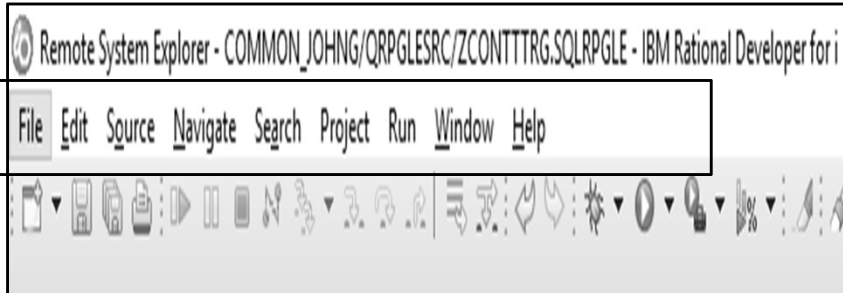 Remote System Explorer - COMMON_JOHNG/QRPGLESRC/ZCONTTTRG.SQLRPGLE - IBM Rational Developer for i
File Edit Source Navigate Search Project Run Window Help
%